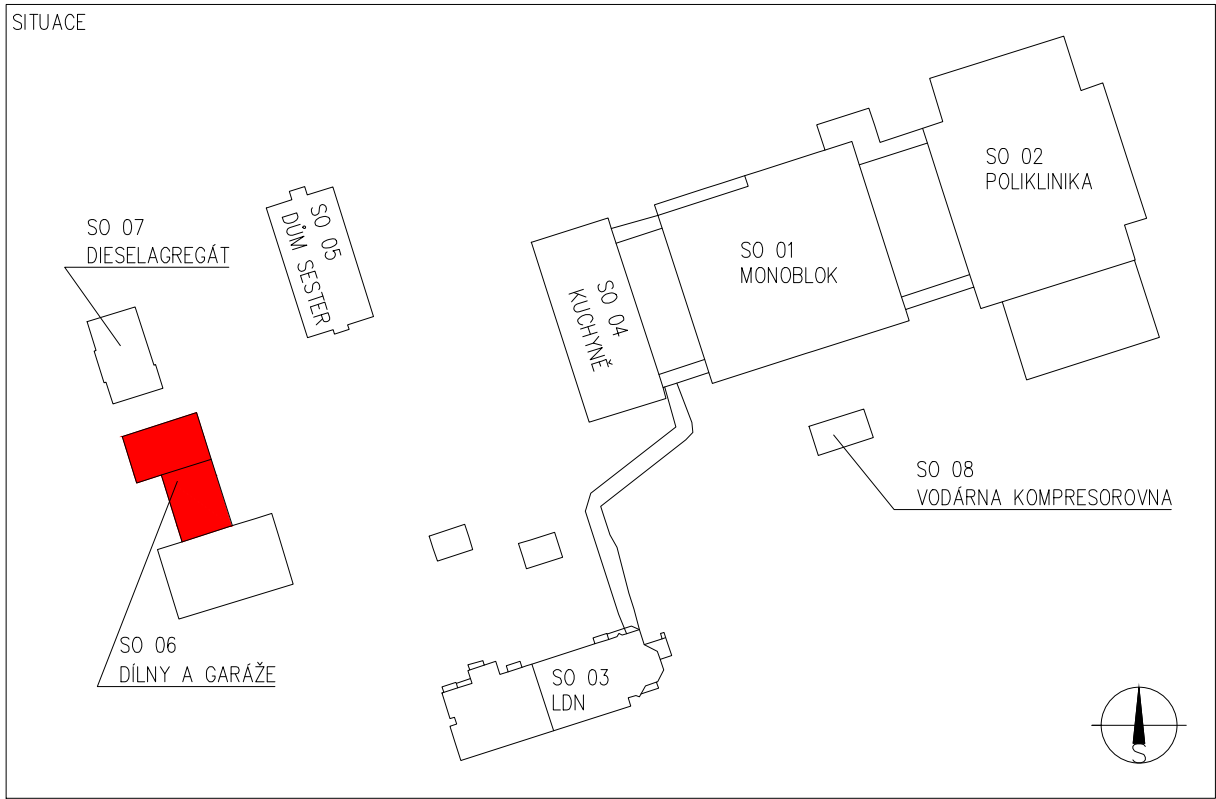 SITUACE
SO 02
POLIKLINIKA
SO 07
DIESELAGREGÁT
SO 05
DŮM SESTER
SO 01
MONOBLOK
SO 04
KUCHYNĚ
SO 08
VODÁRNA KOMPRESOROVNA
SO 06
DÍLNY A GARÁŽE
SO 03
LDN
S